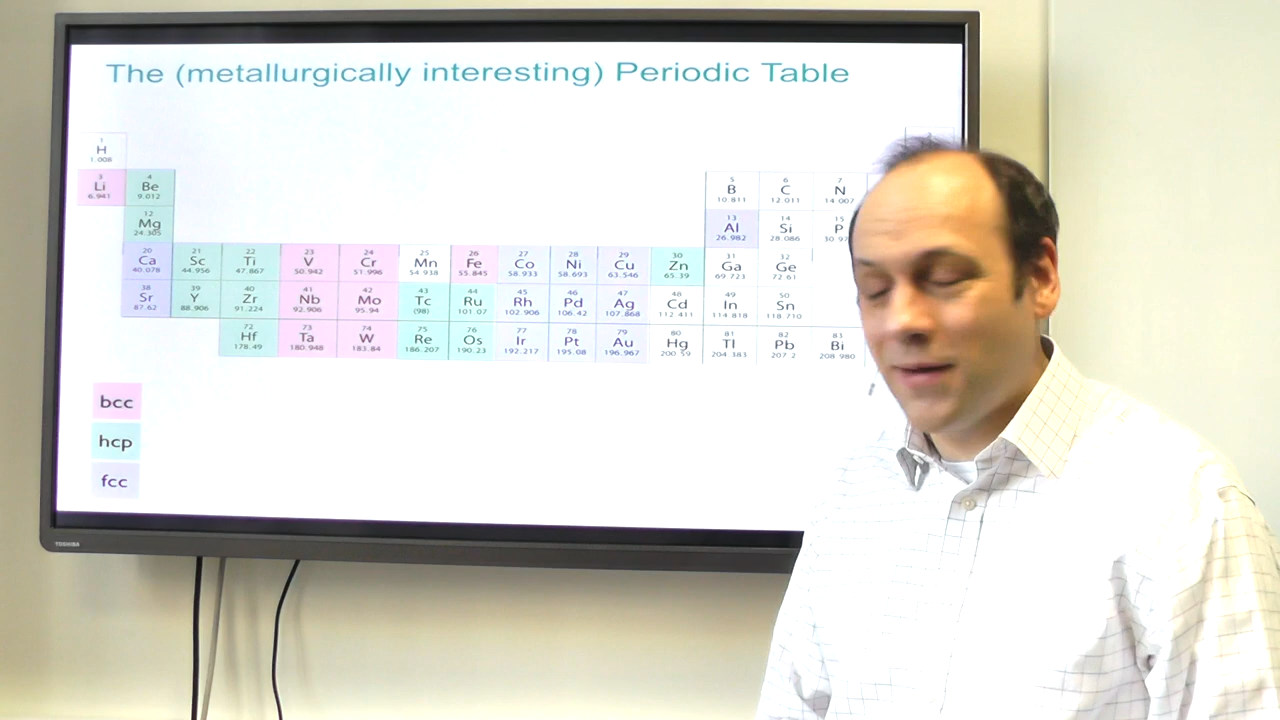 The (metallurgically interesting) Periodic Table
1
H
1.008
3 4 5 6 7
Li Be B C N
6.941 9.012 10.811 12.011 14.007
12 13 14 15
Mg Al Si P
24.305 26.982 28.086 30.97
20 21 22 23 24 25 26 27 28 29 30 31 32
Ca Sc Ti V Cr Mn Fe Co Ni Cu Zn Ga Ge
40.078 44.956 47.867 50.942 51.996 54.938 55.845 58.933 58.693 63.546 65.39 69.723 72.61
38 39 40 41 42 43 44 45 46 47 48 49 50
Sr Y Zr Nb Mo Tc Ru Rh Pd Ag Cd In Sn
87.62 88.906 91.224 92.906 95.94 (98) 101.07 102.906 106.42 107.868 112.411 114.818 118.710
72 73 74 75 76 77 78 79 80 81 82 83
Hf Ta W Re Os Ir Pt Au Hg Tl Pb Bi
178.49 180.948 183.84 186.207 190.23 192.217 195.08 196.967 200.59 204.383 207.2 208.980
bcc
hcp
fcc
TOSHIBA